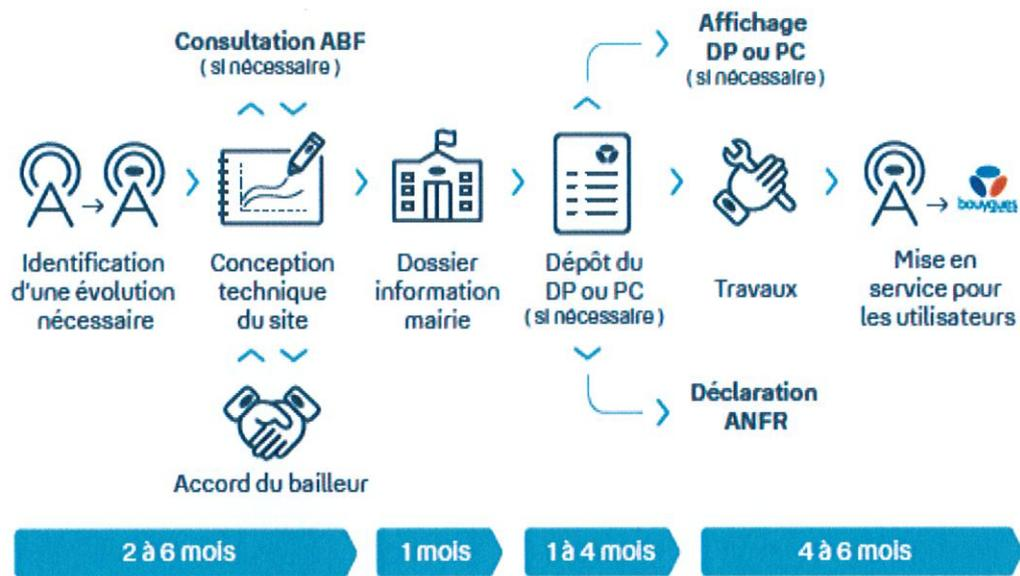 Consultation ABF
( si nécessaire )
Affichage
DP ou PC
( si nécessaire )
Identification
d'une évolution
nécessaire
Conception
technique
du site
Dossier
information
mairie
Dépôt du
DP ou PC
( si nécessaire )
Travaux
bouygues
Mise en
service pour
les utilisateurs
Accord du bailleur
Déclaration
ANFR
2 à 6 mois
1 mois
1 à 4 mois
4 à 6 mois